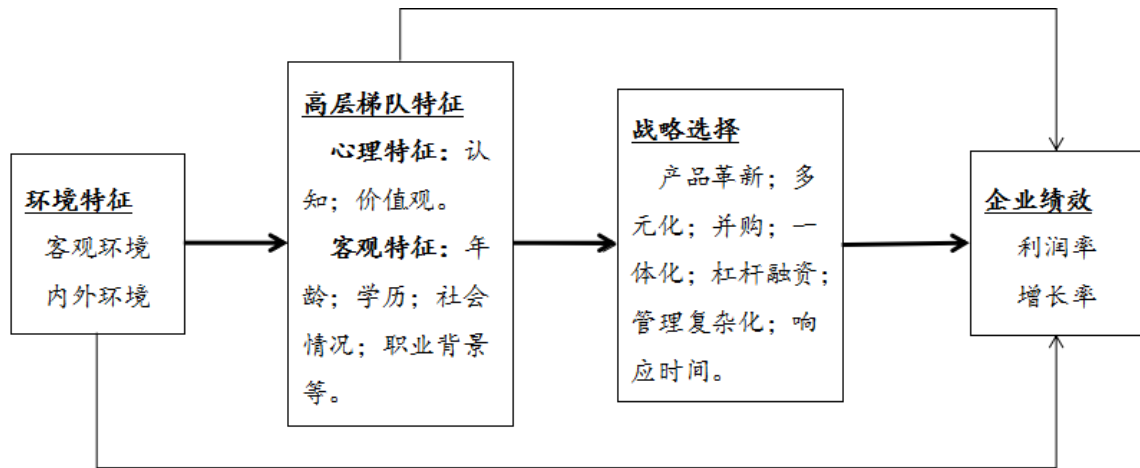 环境特征
客观环境
内外环境
高层梯队特征
心理特征：认
知；价值观。
客观特征：年
龄；学历；社会
情况；职业背景
等。
战略选择
产品革新；多
元化；并购；一
体化；杠杆融资；
管理复杂化；响
应时间。
企业绩效
利润率
增长率